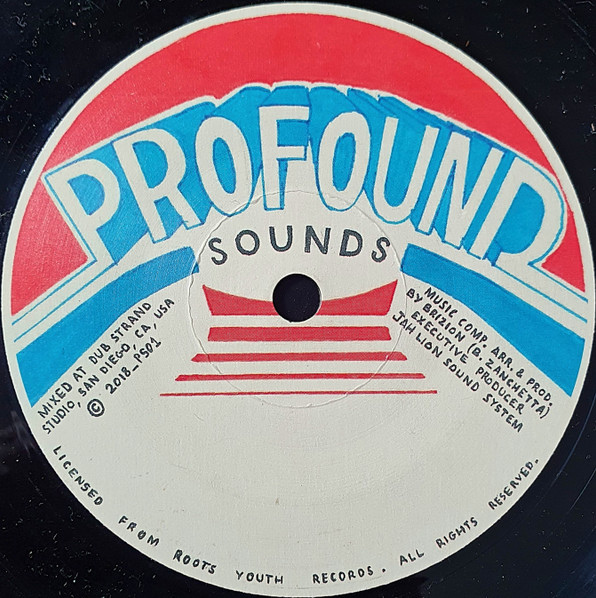 PROFOUND
SOUNDS
MIXED AT DUB STRAND
STUDIO, SAN DIEGO, CA, USA
© 2018_PS01
MUSIC COMP. ARR. & PROD.
BY BRIZION (B. ZANCHETTA)
EXECUTIVE PRODUCER
JAH LION SOUND SYSTEM
LICENSED FROM ROOTS YOUTH RECORDS. ALL RIGHTS RESERVED.